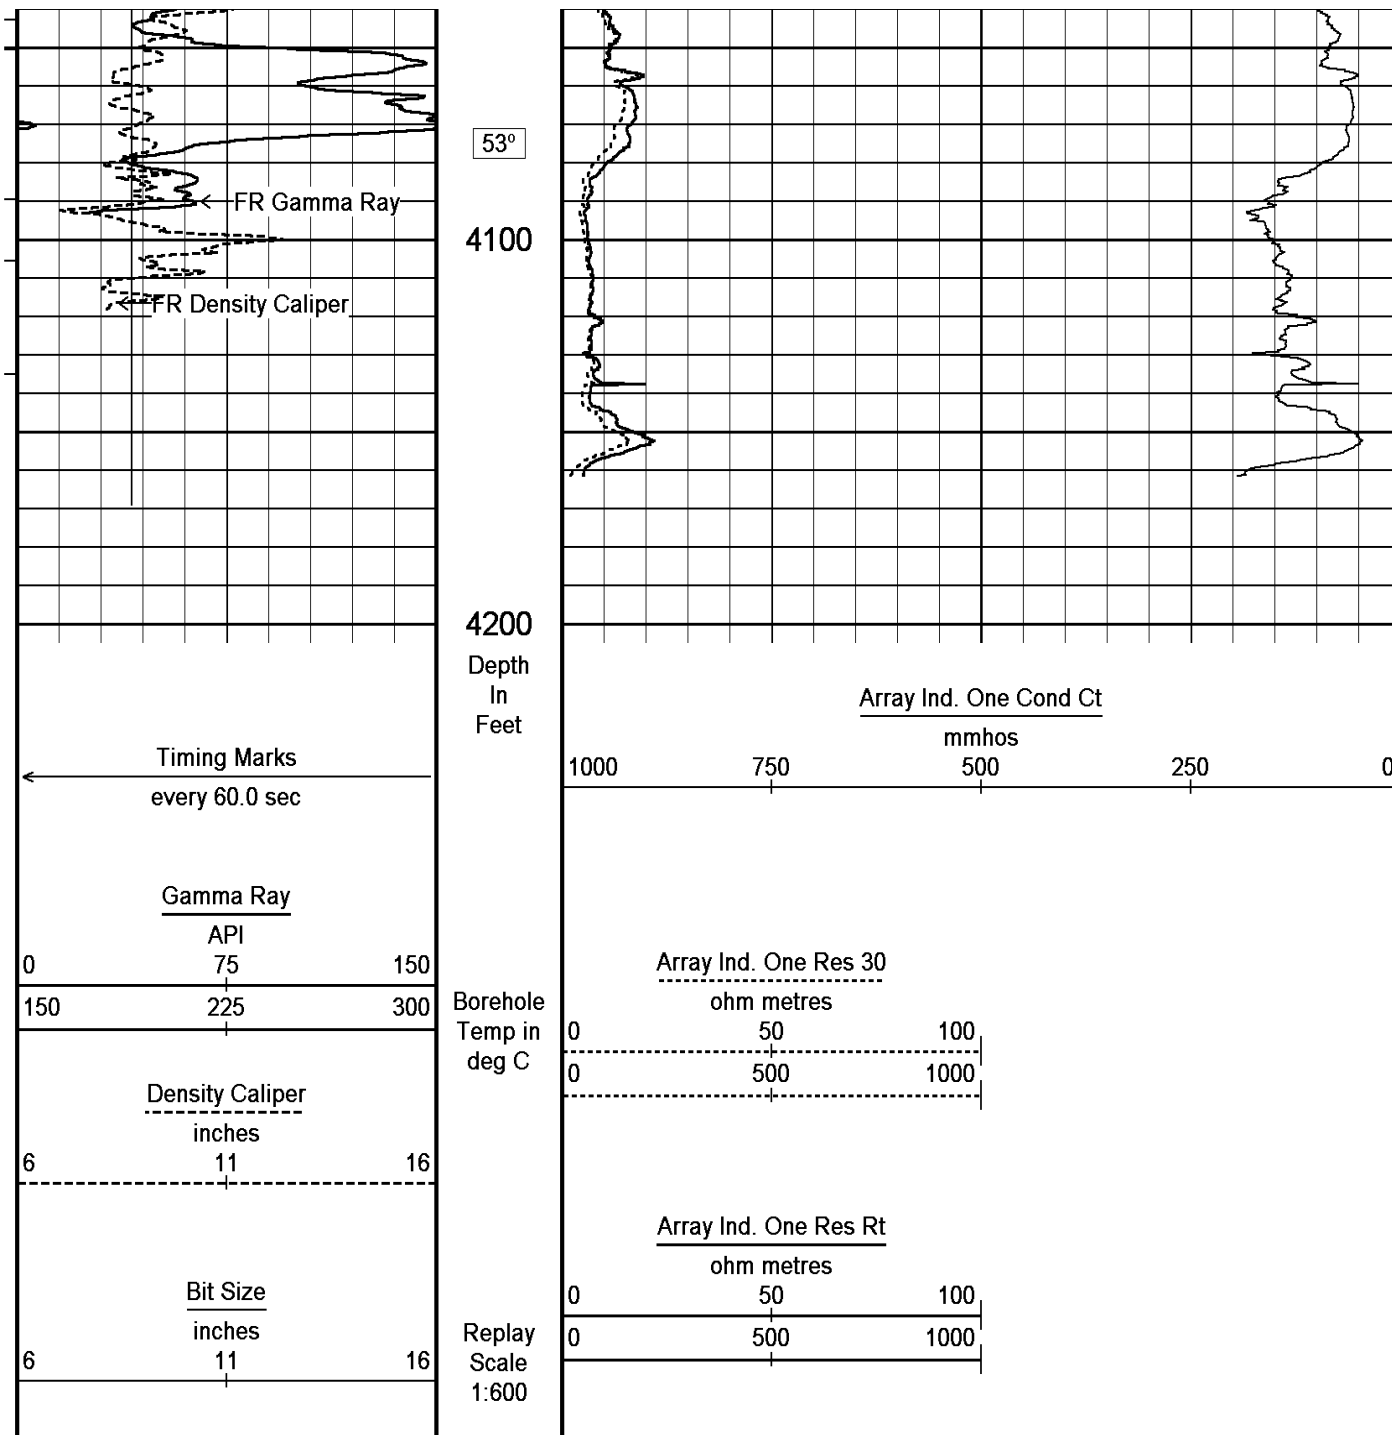 53º
FR Gamma Ray
4100
FR Density Caliper
4200
Depth
In
Feet
Array Ind. One Cond Ct
mmhos
1000 750 500 250 0
Timing Marks
every 60.0 sec
Gamma Ray
API
0 75 150
150 225 300
Borehole
Temp in
deg C
Array Ind. One Res 30
ohm metres
0 50 100
0 500 1000
Density Caliper
inches
6 11 16
Array Ind. One Res Rt
ohm metres
0 50 100
0 500 1000
Bit Size
inches
6 11 16
Replay
Scale
1:600